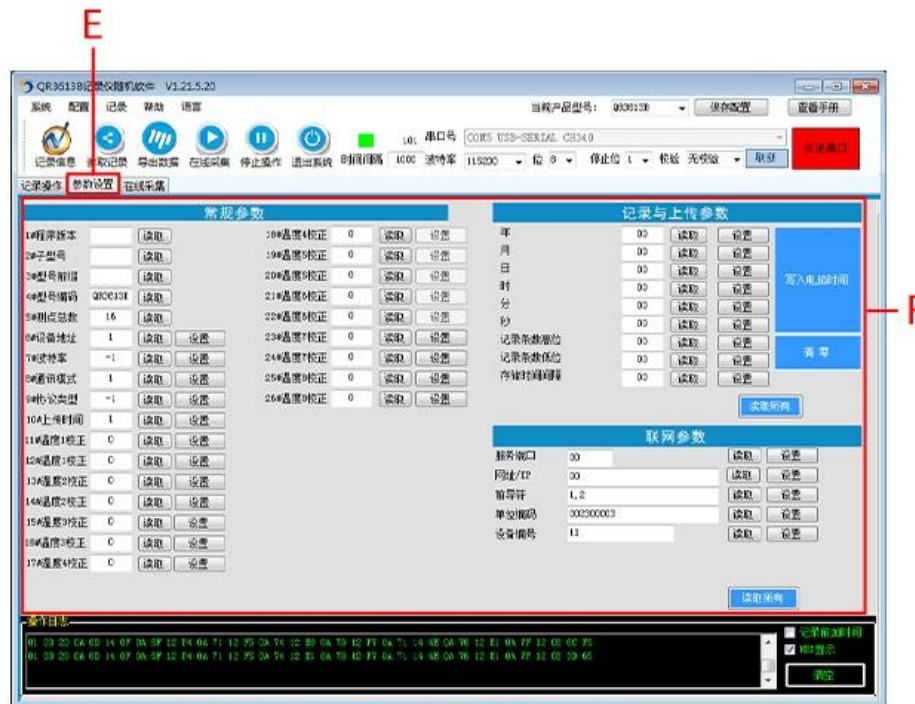 E
QR3613B记录仪随机软件 V1.21.5.20
系统 配置 记录 帮助 语言
当前产品型号:
保存配置 查看手册
记录信息 读取记录 导出数据 在线采集 停止操作 退出系统
时间间隔 1000
串口号 COM5 USB-SERIAL CH340
波特率 115200 位 8 停止位 1 校验 无校验 刷新
记录操作 参数设置 在线采集
常规参数
1#程序版本 读取
2#子型号 读取
3#型号前缀 读取
4#型号编码 读取
5#测点总数 16 读取
6#设备地址 1 读取 设置
7#波特率 -1 读取 设置
8#通讯模式 1 读取 设置
9#协议类型 -1 读取 设置
10#上传时间 1 读取 设置
11#温度1校正 0 读取 设置
12#湿度1校正 0 读取 设置
13#温度2校正 0 读取 设置
14#湿度2校正 0 读取 设置
15#温度3校正 0 读取 设置
16#湿度3校正 0 读取 设置
17#温度4校正 0 读取 设置
18#湿度4校正 0 读取 设置
19#温度5校正 0 读取 设置
20#湿度5校正 0 读取 设置
21#温度6校正 0 读取 设置
22#湿度6校正 0 读取 设置
23#温度7校正 0 读取 设置
24#湿度7校正 0 读取 设置
25#温度8校正 0 读取 设置
26#湿度8校正 0 读取 设置
记录与上传参数
年 00 读取 设置
月 00 读取 设置
日 00 读取 设置
时 00 读取 设置
分 00 读取 设置
秒 00 读取 设置
记录条数高位 00 读取 设置
记录条数低位 00 读取 设置
存储时间间隔 00 读取 设置
写入电脑时间
清 零
读取所有
联网参数
服务端口 00 读取 设置
网址/IP 00 读取 设置
前导符 1,2 读取 设置
单位编码 002300003 读取 设置
设备编号 11 读取 设置
读取所有
F
操作日志
记录前加时间
显示
清空